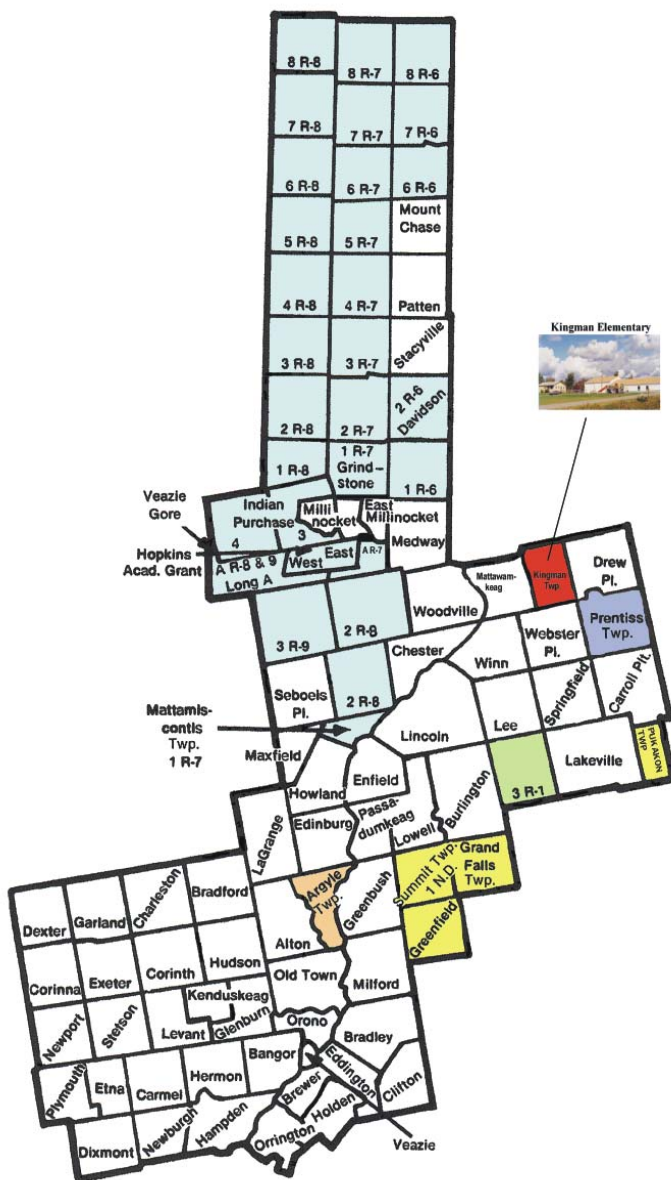 8 R-8
8 R-7
8 R-6
7 R-8
7 R-7
7 R-6
6 R-8
6 R-7
6 R-6
Mount
Chase
5 R-8
5 R-7
4 R-8
4 R-7
Patten
Kingman Elementary
3 R-8
3 R-7
Stacyville
2 R-8
2 R-7
2 R-6
Davidson
1 R-8
1 R-7
Grind-
stone
1 R-6
Veazie
Gore
Indian
Purchase
4
3
Milli
nocket
East
Millinocket
Medway
Hopkins
Acad. Grant
A R-8 & 9
Long A
West
East
A R-7
Mattawam-
keag
Kingman
Twp.
Drew
Pl.
3 R-9
2 R-8
Woodville
Chester
Winn
Webster
Pl.
Prentiss
Twp.
Seboeis
Pl.
2 R-8
Springfield
Carroll Plt.
Mattamis-
contis
Twp.
1 R-7
Lincoln
Lee
Maxfield
Enfield
3 R-1
Lakeville
PUKAKON
TWP
Howland
Edinburg
Passa-
dumkeag
Lowell
Burlington
LaGrange
Argyle
Twp.
Greenbush
Summit Twp.
1 N.D.
Grand
Falls
Twp.
Greenfield
Dexter
Garland
Charleston
Bradford
Alton
Corinna
Exeter
Corinth
Hudson
Old Town
Milford
Newport
Stetson
Levant
Kenduskeag
Glenburn
Orono
Bradley
Plymouth
Etna
Carmel
Hermon
Bangor
Eddington
Clifton
Dixmont
Newburgh
Hampden
Brewer
Holden
Orrington
Veazie